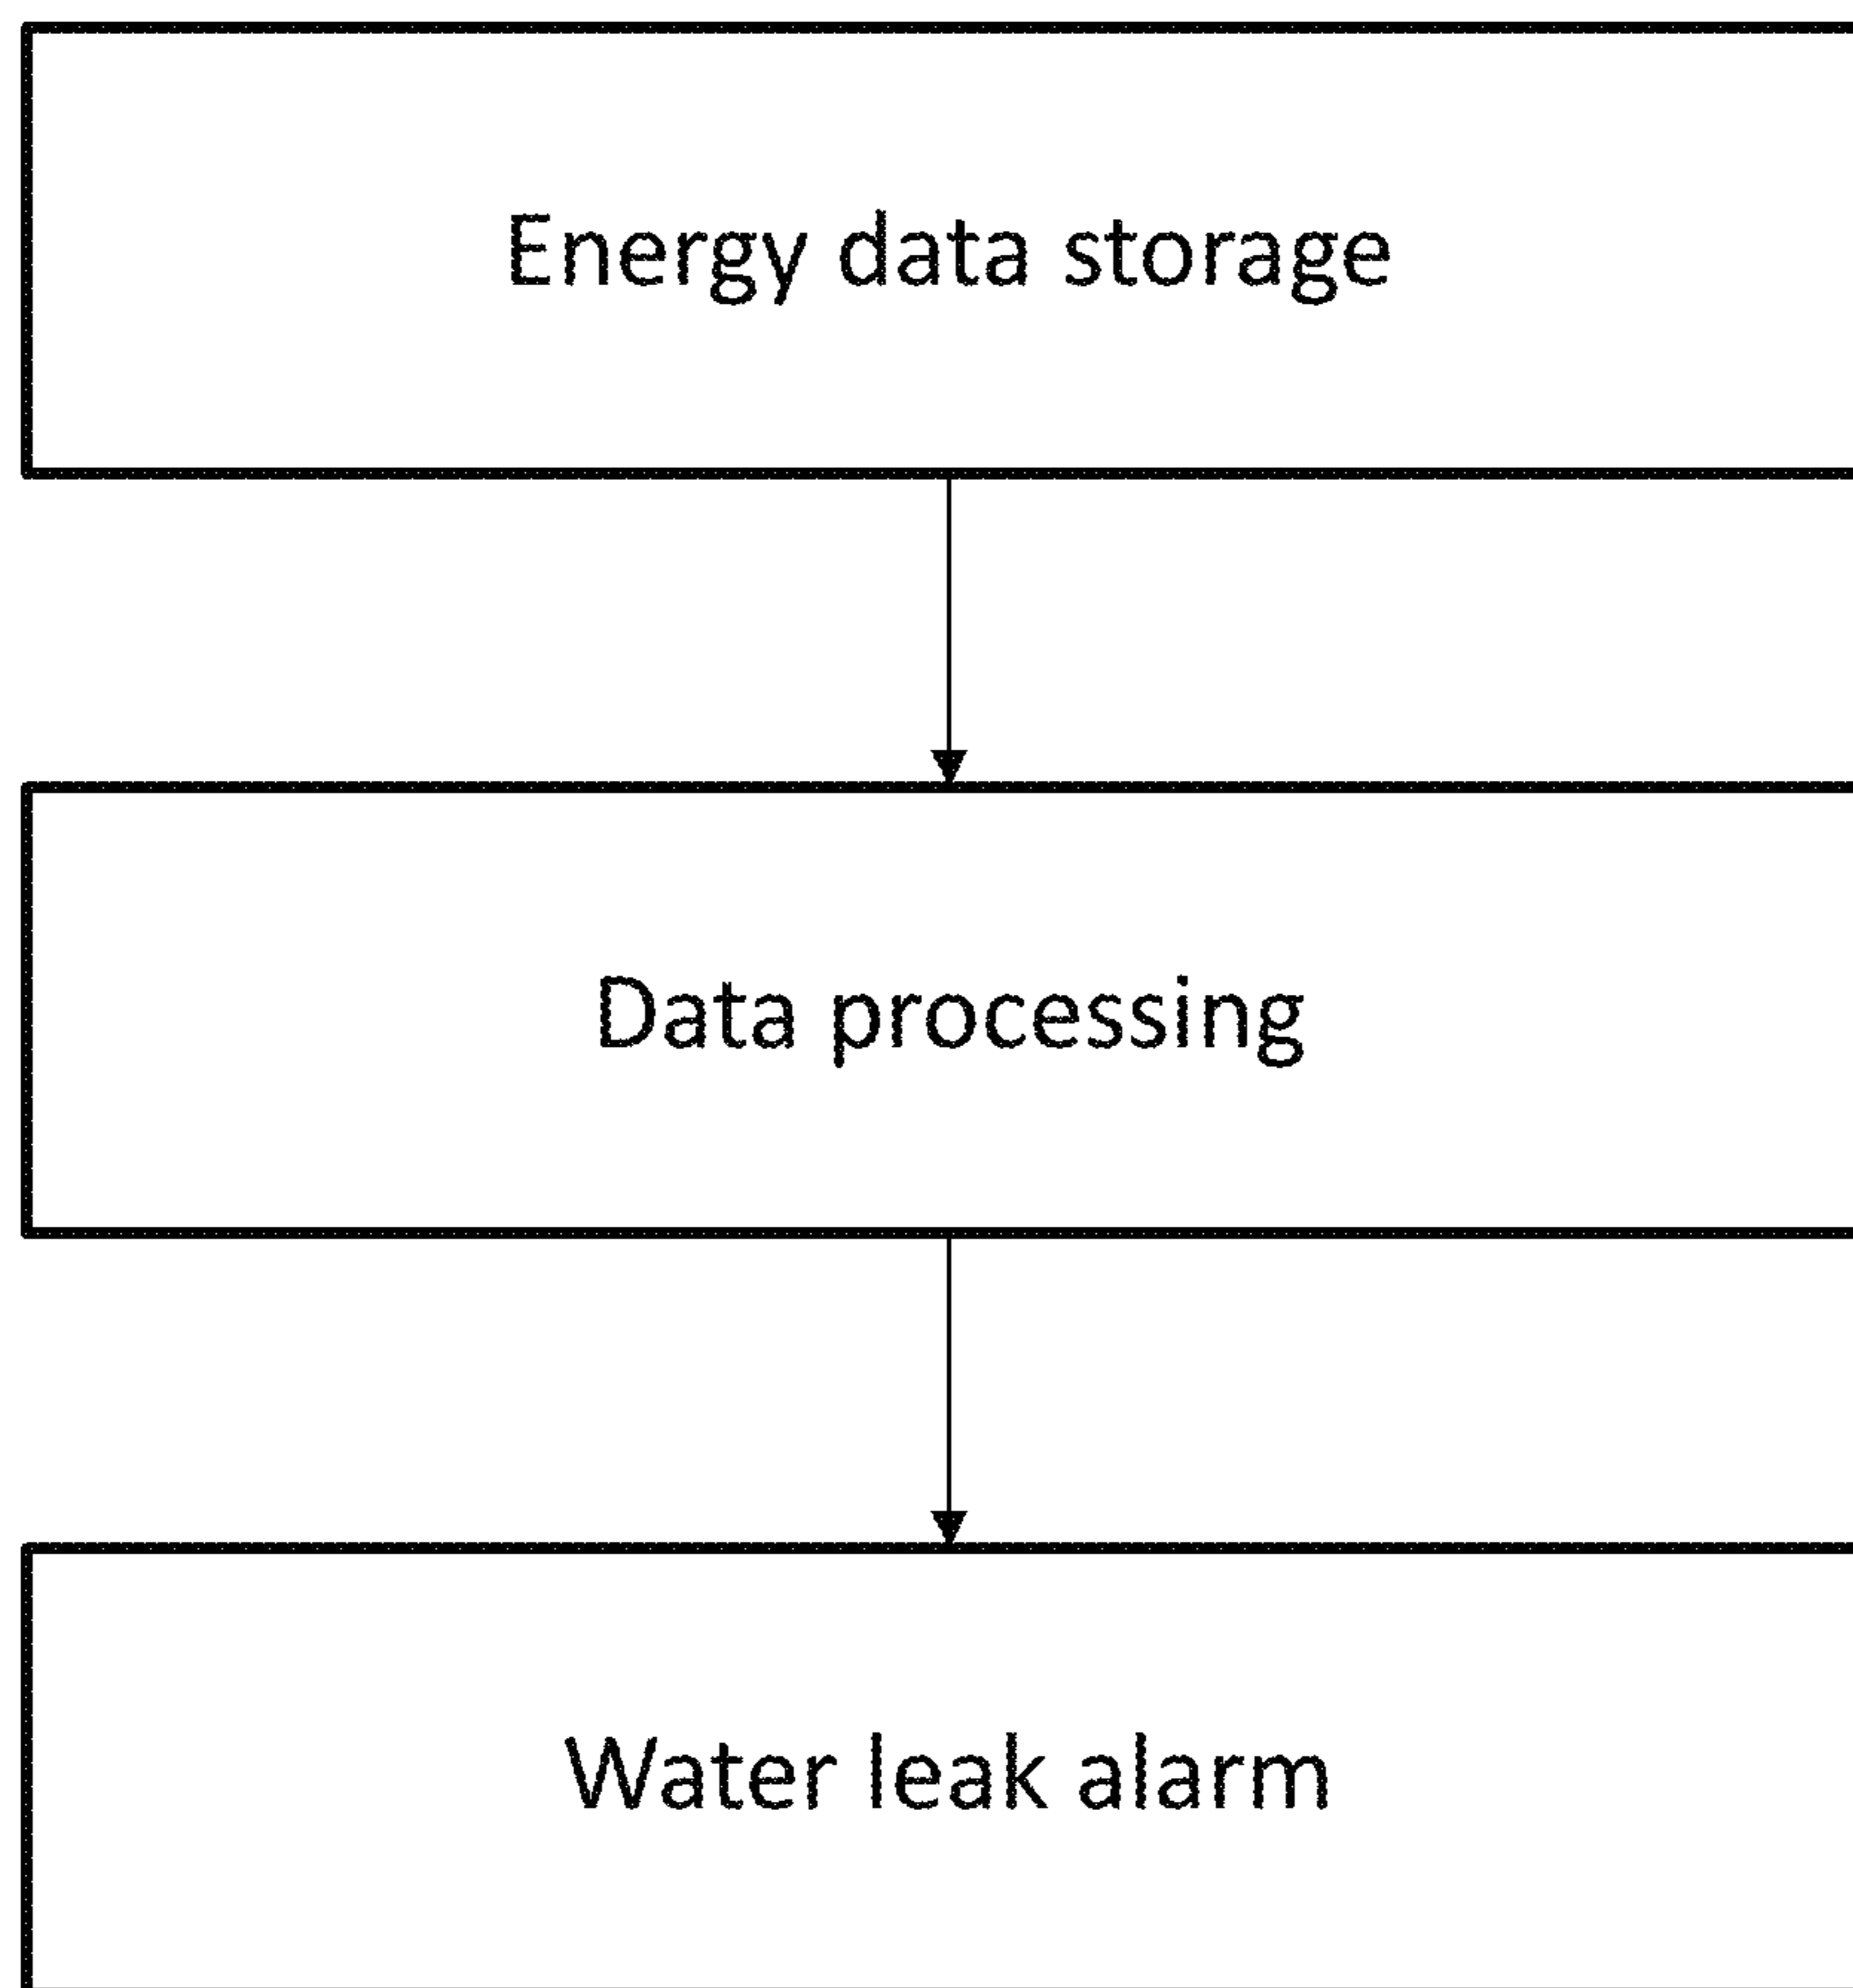 Energy data storage
Data processing
Water leak alarm